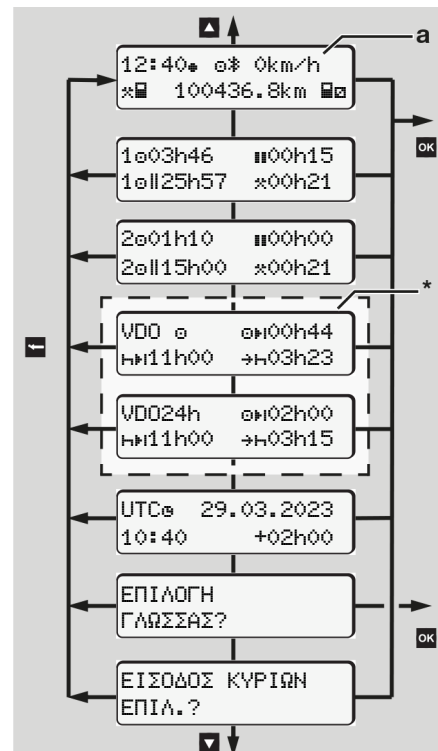 a
12:40● ⊙ 0km/h
100436.8km
OK
1⊙03h46 00h15
1⊙||25h57 00h21
2⊙01h10 00h00
2⊙||15h00 00h21
*
VDO ⊙ 00h44
11h00 03h23
VDO24h 02h00
11h00 03h15
UTC 29.03.2023
10:40 +02h00
ΕΠΙΛΟΓΗ
ΓΛΩΣΣΑΣ?
OK
ΕΙΣΟΔΟΣ ΚΥΡΙΩΝ
ΕΠΙΛ.?